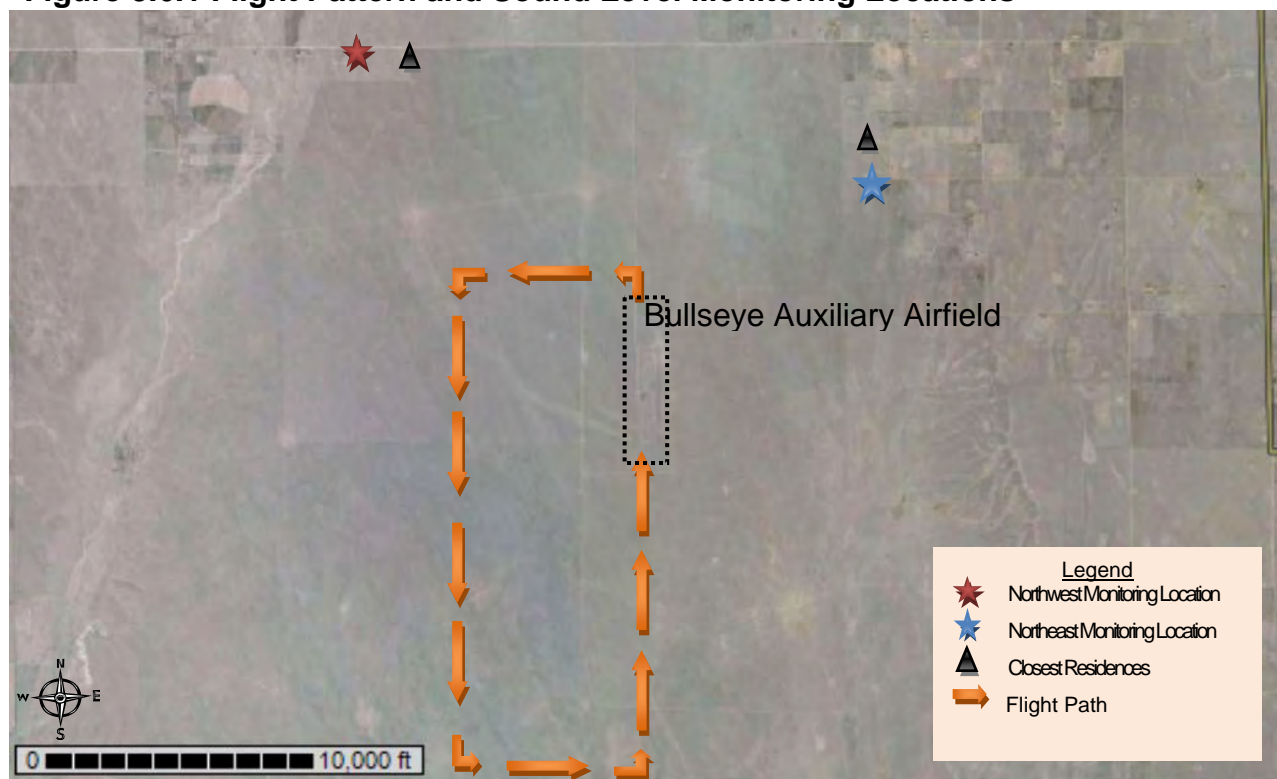 Bullseye Auxiliary Airfield
Legend
Northwest Monitoring Location
Northeast Monitoring Location
Closest Residences
Flight Path
N
W E
S
0 10,000 ft